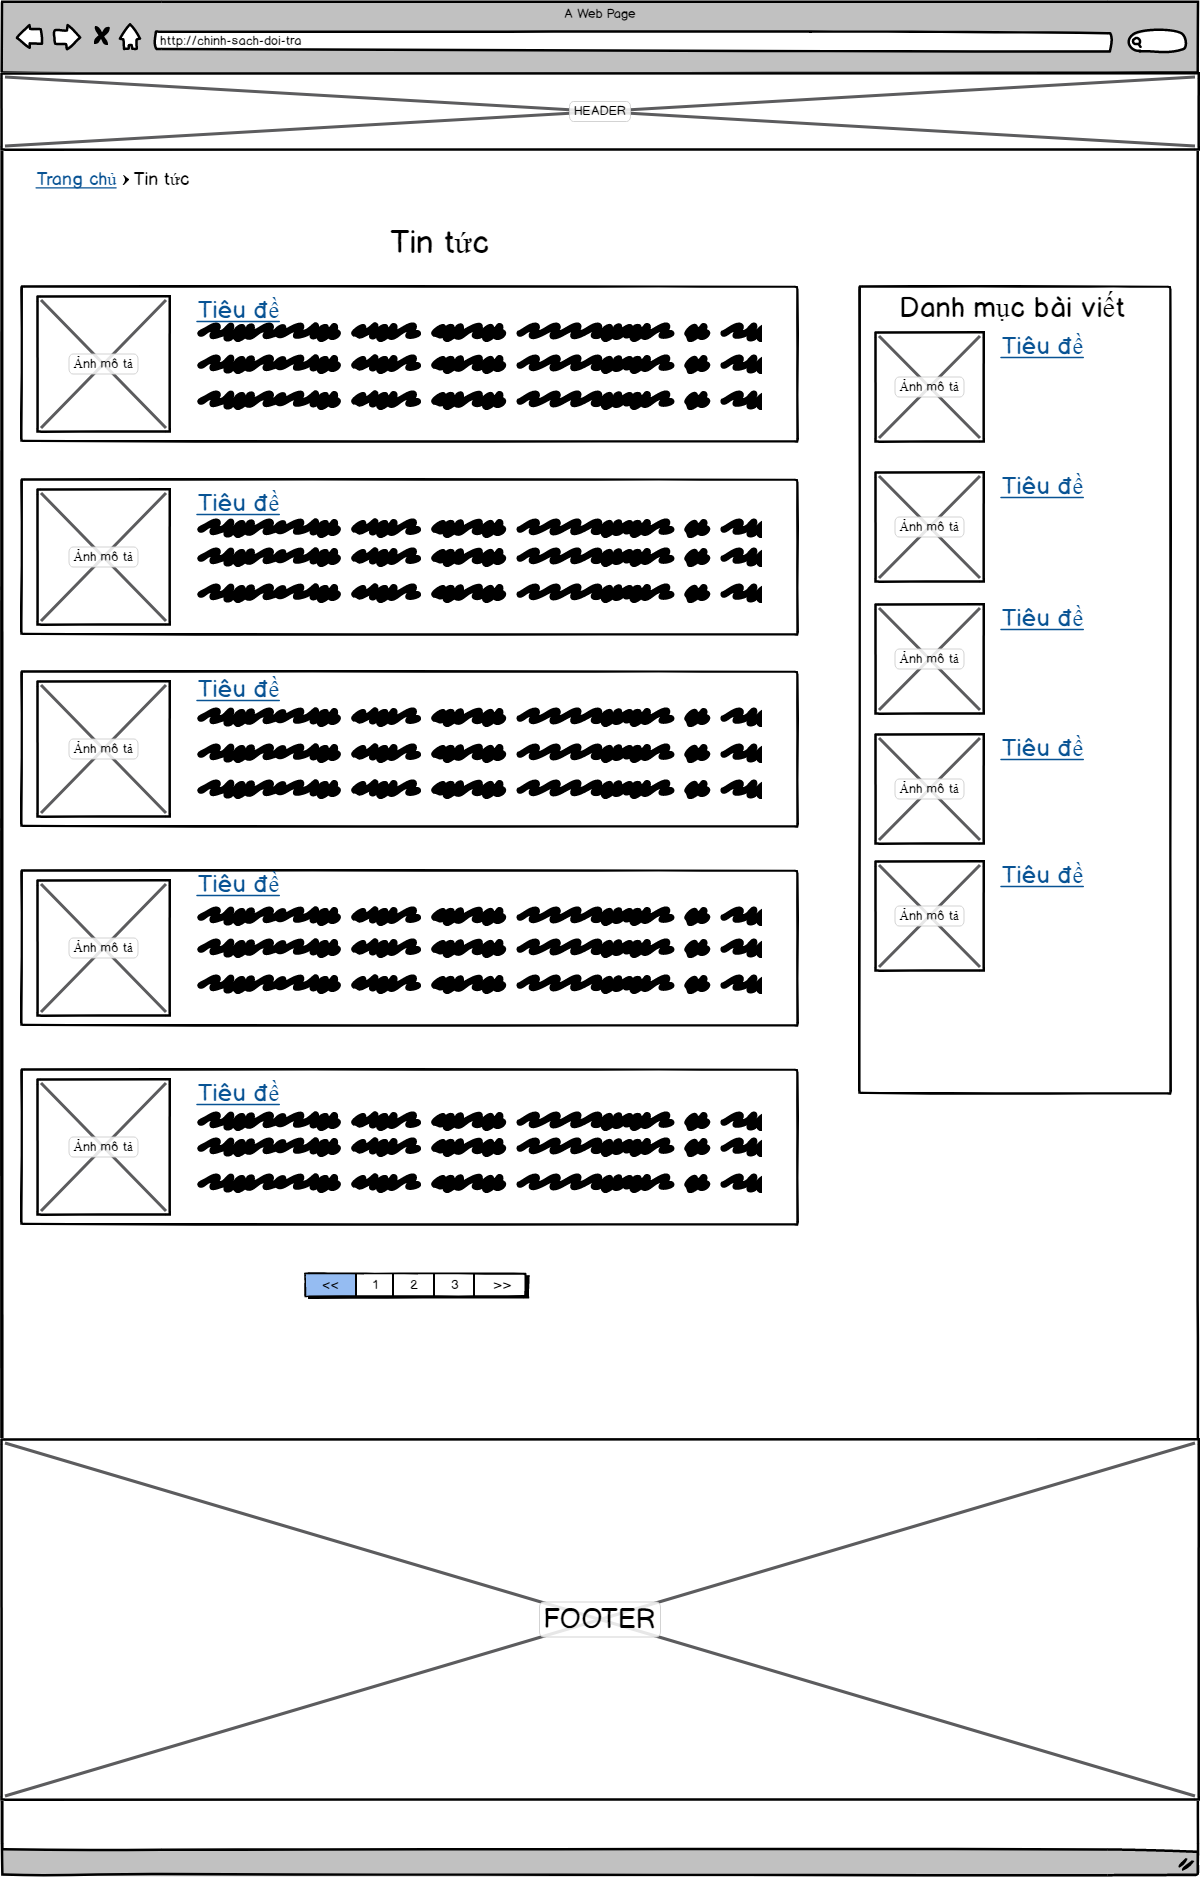 A Web Page
http://chinh-sach-doi-tra
HEADER
Trang chủ › Tin tức
Tin tức
Ảnh mô tả
Tiêu đề
Ảnh mô tả
Tiêu đề
Ảnh mô tả
Tiêu đề
Ảnh mô tả
Tiêu đề
Ảnh mô tả
Tiêu đề
<< 1 2 3 >>
Danh mục bài viết
Ảnh mô tả
Tiêu đề
Ảnh mô tả
Tiêu đề
Ảnh mô tả
Tiêu đề
Ảnh mô tả
Tiêu đề
Ảnh mô tả
Tiêu đề
FOOTER